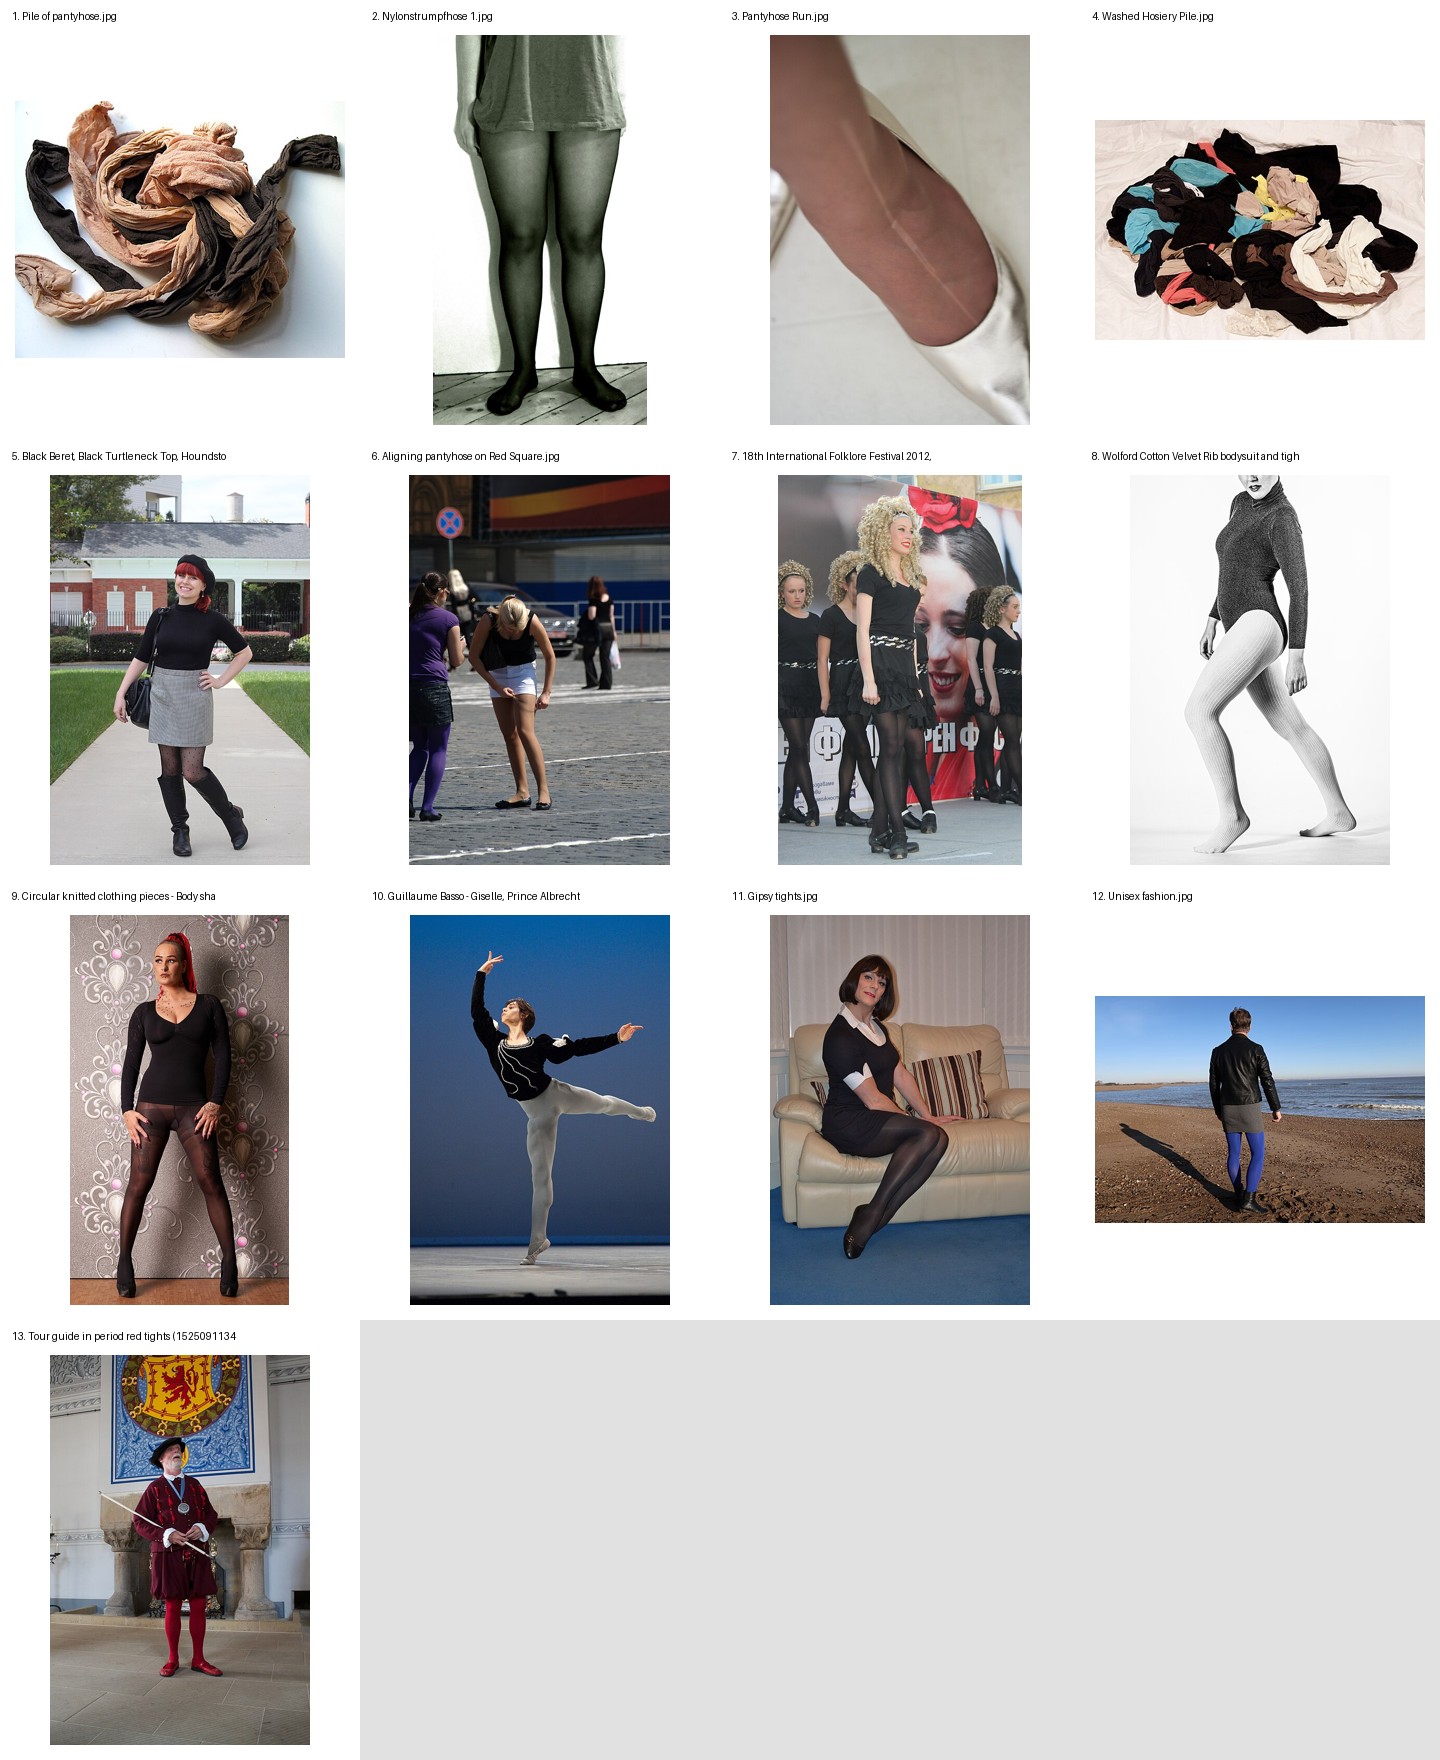 1. Pile of pantyhose.jpg
2. Nylonstrumpfhose 1.jpg
3. Pantyhose Run.jpg
4. Washed Hosiery Pile.jpg
5. Black Beret, Black Turtleneck Top, Houndsto
6. Aligning pantyhose on Red Square.jpg
7. 18th International Folklore Festival 2012,
8. Wolford Cotton Velvet Rib bodysuit and tigh
Ф
РЕН Ф
9. Circular knitted clothing pieces - Body sha
10. Guillaume Basso - Giselle, Prince Albrecht
11. Gipsy tights.jpg
12. Unisex fashion.jpg
13. Tour guide in period red tights (1525091134